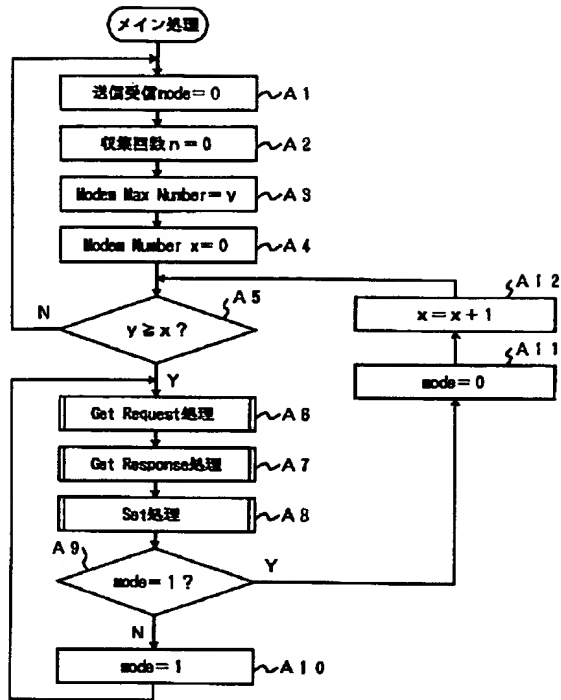 メイン処理
送信受信mode=0 A1
収集回数n=0 A2
Modem Max Number=y A3
Modem Number x=0 A4
A5
N
y≧x?
Y
A12
x=x+1
A11
mode=0
Get Request処理 A6
Get Response処理 A7
Set処理 A8
A9
mode=1?
Y
N
mode=1 A10